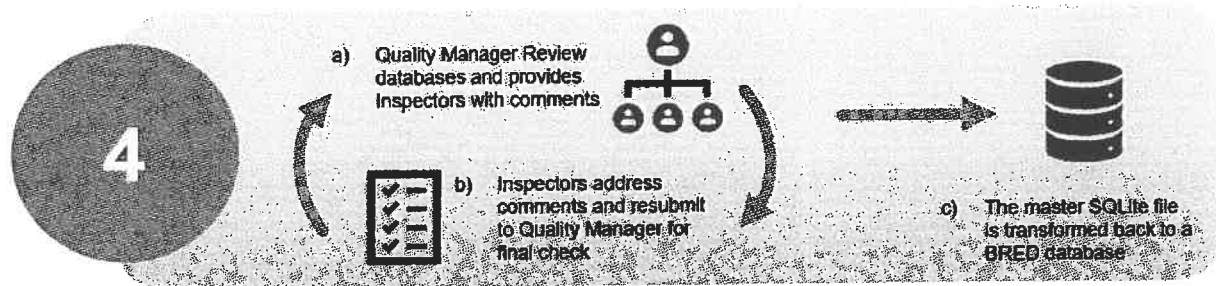 4
a) Quality Manager Review
databases and provides
Inspectors with comments
b) Inspectors address
comments and resubmit
to Quality Manager for
final check
c) The master SQLite file
is transformed back to a
BRED database